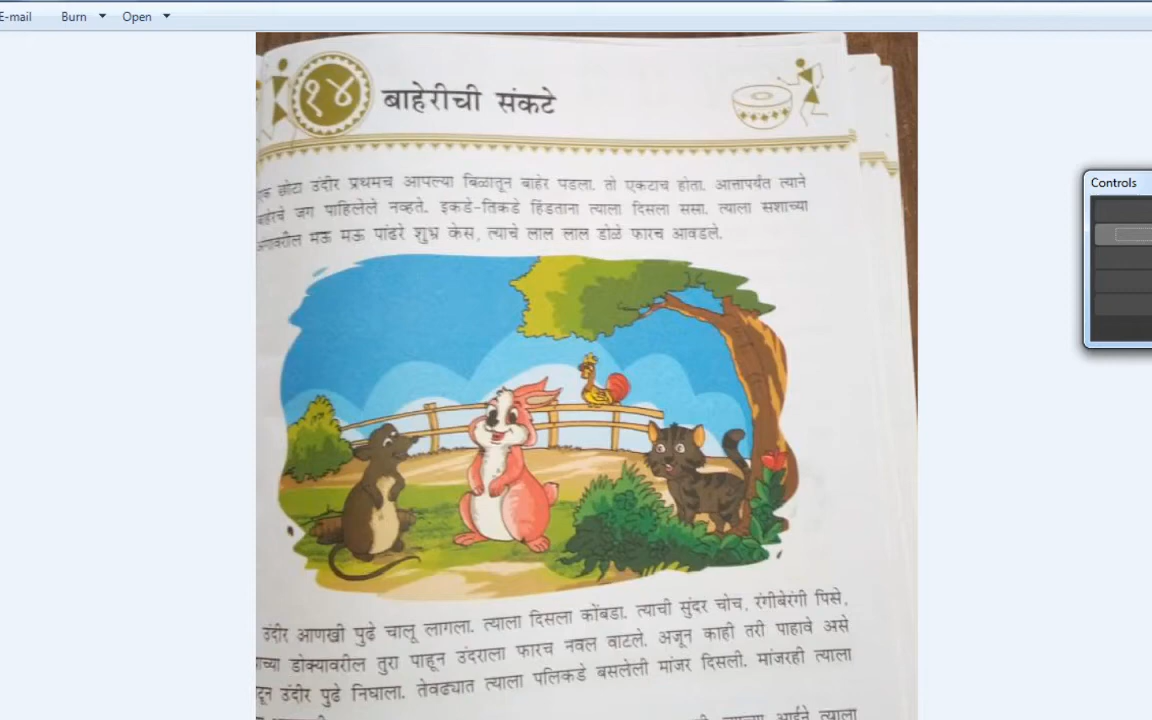 E-mail Burn Open
Controls
१४ बाहेरीची संकटे
एक छोटा उंदीर प्रथमच आपल्या बिळातून बाहेर पडला. तो एकटाच होता. आत्तापर्यंत त्याने
बाहेरचे जग पाहिलेले नव्हते. इकडे-तिकडे हिंडताना त्याला दिसला ससा. त्याला सशाच्या
अंगावरील मऊ मऊ पांढरे शुभ्र केस, त्याचे लाल लाल डोळे फारच आवडले.
उंदीर आणखी पुढे चालू लागला. त्याला दिसला कोंबडा. त्याची सुंदर चोच, रंगीबेरंगी पिसे,
डोक्यावरील तुरा पाहून उंदराला फारच नवल वाटले. अजून काही तरी पाहावे असे
उंदीर पुढे निघाला. तेवढ्यात त्याला पलिकडे बसलेली मांजर दिसली. मांजरही त्याला
आईने त्याला